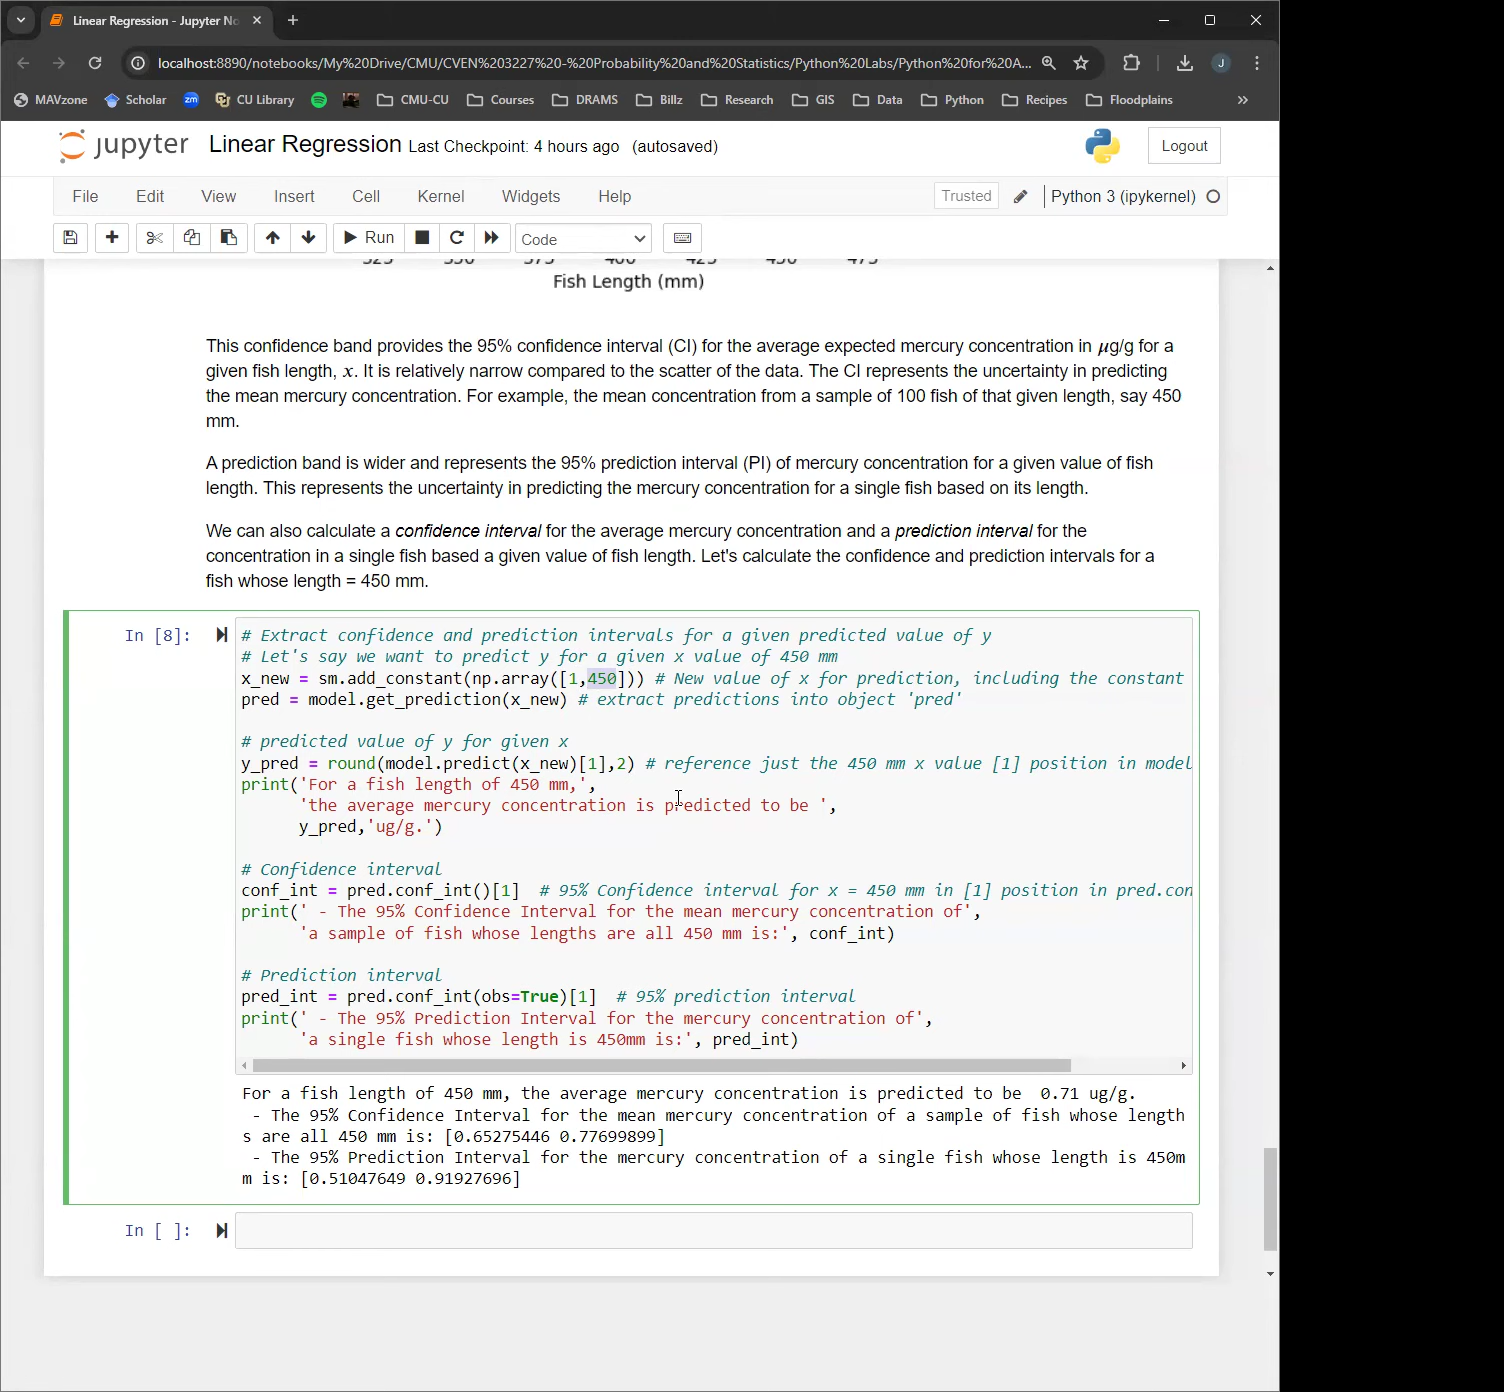 Linear Regression - Jupyter No
localhost:8890/notebooks/My%20Drive/CMU/CVEN%203227%20-%20Probability%20and%20Statistics/Python%20Labs/Python%20for%20A...
J
MAVzone
Scholar
zm
CU Library
CMU-CU
Courses
DRAMS
Billz
Research
GIS
Data
Python
Recipes
Floodplains
»
jupyter Linear Regression Last Checkpoint: 4 hours ago (autosaved)
Logout
File Edit View Insert Cell Kernel Widgets Help
Trusted
Python 3 (ipykernel)
Run
Code
325 350 375 400 425 450 475
Fish Length (mm)
This confidence band provides the 95% confidence interval (CI) for the average expected mercury concentration in μg/g for a
given fish length, x. It is relatively narrow compared to the scatter of the data. The CI represents the uncertainty in predicting
the mean mercury concentration. For example, the mean concentration from a sample of 100 fish of that given length, say 450
mm.
A prediction band is wider and represents the 95% prediction interval (PI) of mercury concentration for a given value of fish
length. This represents the uncertainty in predicting the mercury concentration for a single fish based on its length.
We can also calculate a confidence interval for the average mercury concentration and a prediction interval for the
concentration in a single fish based a given value of fish length. Let's calculate the confidence and prediction intervals for a
fish whose length = 450 mm.
In [8]:
# Extract confidence and prediction intervals for a given predicted value of y
# Let's say we want to predict y for a given x value of 450 mm
x_new = sm.add_constant(np.array([1,450])) # New value of x for prediction, including the constant
pred = model.get_prediction(x_new) # extract predictions into object 'pred'
# predicted value of y for given x
y_pred = round(model.predict(x_new)[1],2) # reference just the 450 mm x value [1] position in model
print('For a fish length of 450 mm,',
'the average mercury concentration is predicted to be ',
y_pred,'ug/g.')
# Confidence interval
conf_int = pred.conf_int()[1] # 95% Confidence interval for x = 450 mm in [1] position in pred.con
print(' - The 95% Confidence Interval for the mean mercury concentration of',
'a sample of fish whose lengths are all 450 mm is:', conf_int)
# Prediction interval
pred_int = pred.conf_int(obs=True)[1] # 95% prediction interval
print(' - The 95% Prediction Interval for the mercury concentration of',
'a single fish whose length is 450mm is:', pred_int)
For a fish length of 450 mm, the average mercury concentration is predicted to be  0.71 ug/g.
- The 95% Confidence Interval for the mean mercury concentration of a sample of fish whose length
s are all 450 mm is: [0.65275446 0.77699899]
- The 95% Prediction Interval for the mercury concentration of a single fish whose length is 450m
m is: [0.51047649 0.91927696]
In [ ]: